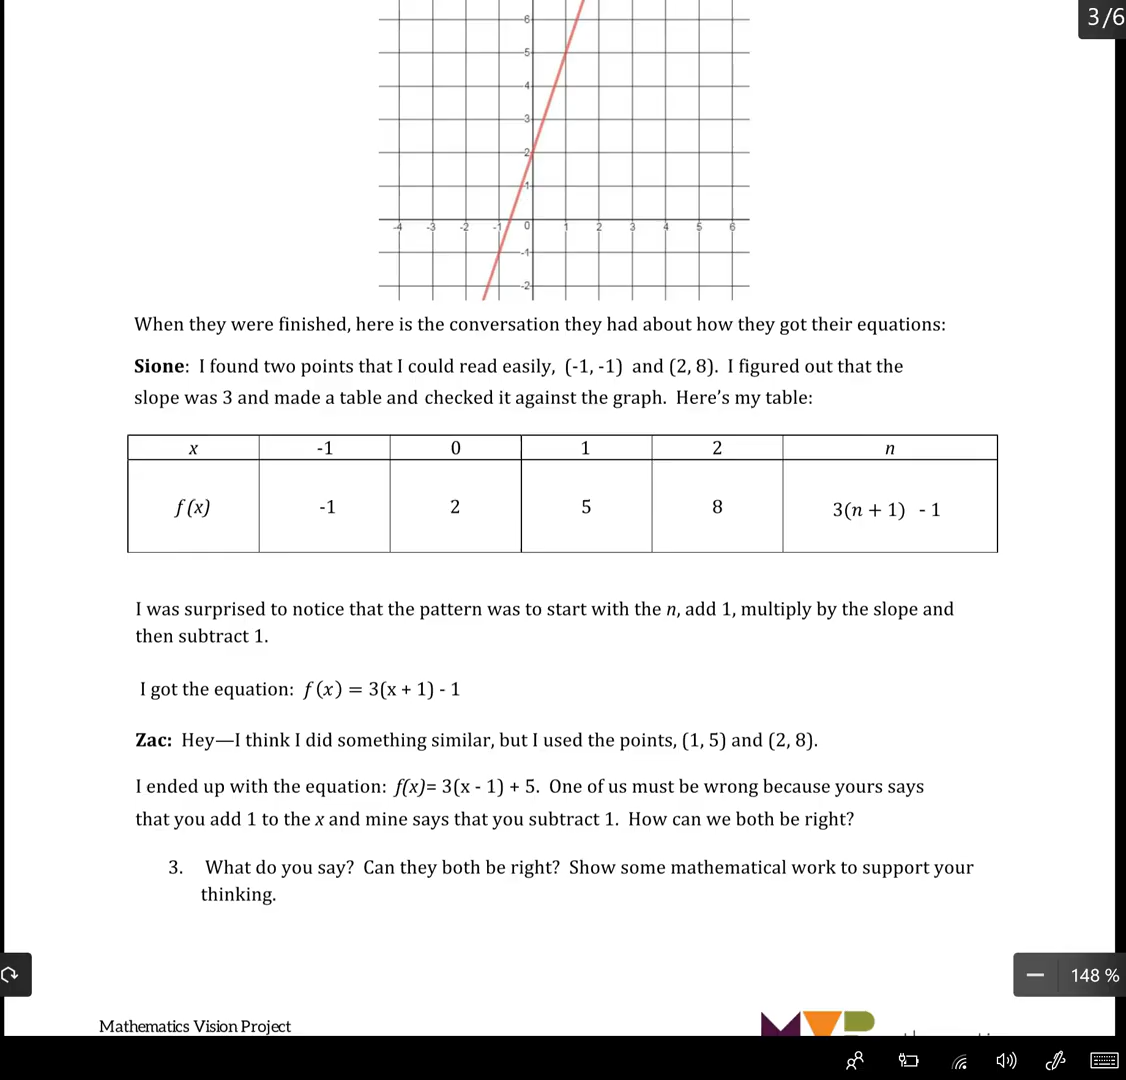 3/6
6
5
4
3
2
1
-4 -3 -2 -1 0 1 2 3 4 5 6
-1
-2
When they were finished, here is the conversation they had about how they got their equations:
Sione: I found two points that I could read easily, (-1, -1) and (2, 8). I figured out that the
slope was 3 and made a table and checked it against the graph. Here's my table:
x -1 0 1 2 n
f(x) -1 2 5 8 3(n + 1) - 1
I was surprised to notice that the pattern was to start with the n, add 1, multiply by the slope and
then subtract 1.
I got the equation: f(x) = 3(x + 1) - 1
Zac: Hey—I think I did something similar, but I used the points, (1, 5) and (2, 8).
I ended up with the equation: f(x)= 3(x - 1) + 5. One of us must be wrong because yours says
that you add 1 to the x and mine says that you subtract 1. How can we both be right?
3. What do you say? Can they both be right? Show some mathematical work to support your
thinking.
148 %
Mathematics Vision Project
MVP